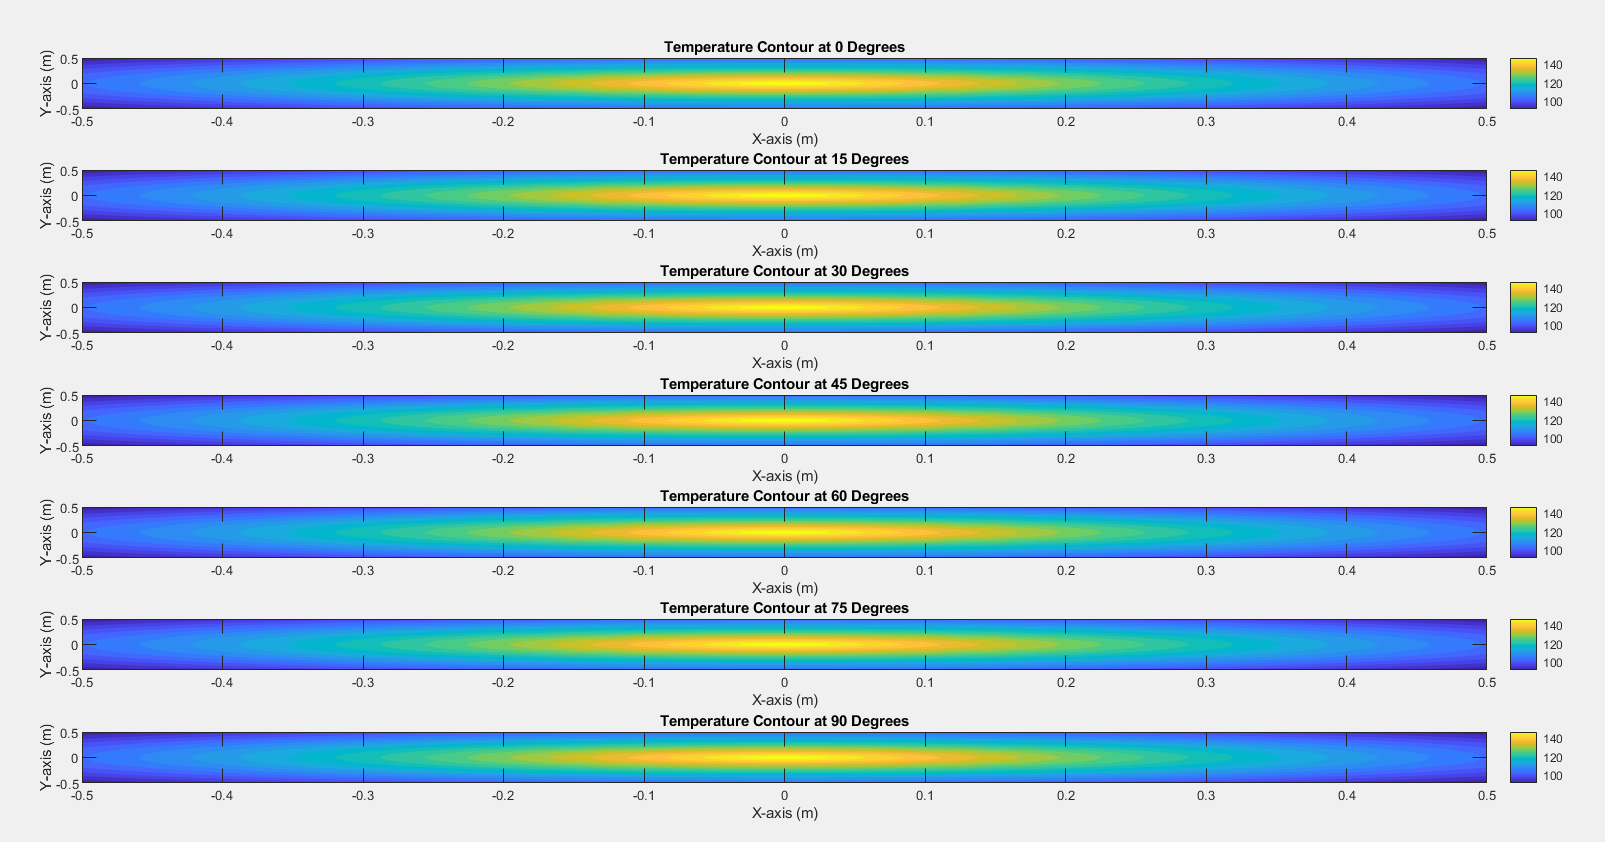 Temperature Contour at 0 Degrees
Y-axis (m)
0.5
0
-0.5
-0.5 -0.4 -0.3 -0.2 -0.1 0 0.1 0.2 0.3 0.4 0.5
X-axis (m)
140
120
100
Temperature Contour at 15 Degrees
Y-axis (m)
0.5
0
-0.5
-0.5 -0.4 -0.3 -0.2 -0.1 0 0.1 0.2 0.3 0.4 0.5
X-axis (m)
140
120
100
Temperature Contour at 30 Degrees
Y-axis (m)
0.5
0
-0.5
-0.5 -0.4 -0.3 -0.2 -0.1 0 0.1 0.2 0.3 0.4 0.5
X-axis (m)
140
120
100
Temperature Contour at 45 Degrees
Y-axis (m)
0.5
0
-0.5
-0.5 -0.4 -0.3 -0.2 -0.1 0 0.1 0.2 0.3 0.4 0.5
X-axis (m)
140
120
100
Temperature Contour at 60 Degrees
Y-axis (m)
0.5
0
-0.5
-0.5 -0.4 -0.3 -0.2 -0.1 0 0.1 0.2 0.3 0.4 0.5
X-axis (m)
140
120
100
Temperature Contour at 75 Degrees
Y-axis (m)
0.5
0
-0.5
-0.5 -0.4 -0.3 -0.2 -0.1 0 0.1 0.2 0.3 0.4 0.5
X-axis (m)
140
120
100
Temperature Contour at 90 Degrees
Y-axis (m)
0.5
0
-0.5
-0.5 -0.4 -0.3 -0.2 -0.1 0 0.1 0.2 0.3 0.4 0.5
X-axis (m)
140
120
100